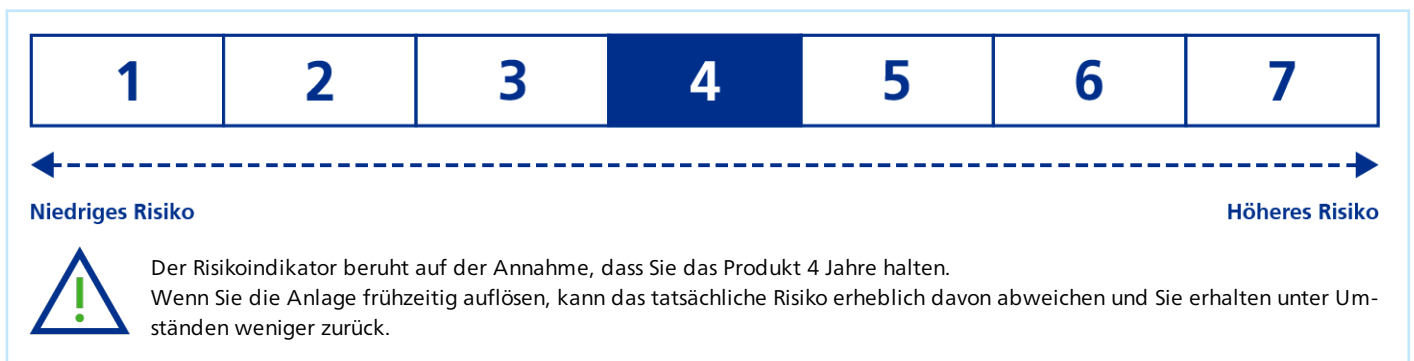 1 2 3 4 5 6 7
Niedriges Risiko Höheres Risiko
Der Risikoindikator beruht auf der Annahme, dass Sie das Produkt 4 Jahre halten.
Wenn Sie die Anlage frühzeitig auflösen, kann das tatsächliche Risiko erheblich davon abweichen und Sie erhalten unter Um-
ständen weniger zurück.